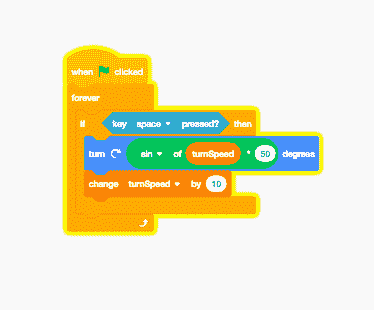 when clicked
forever
if key space pressed? then
turn sin of turnSpeed * 50 degrees
change turnSpeed by 10